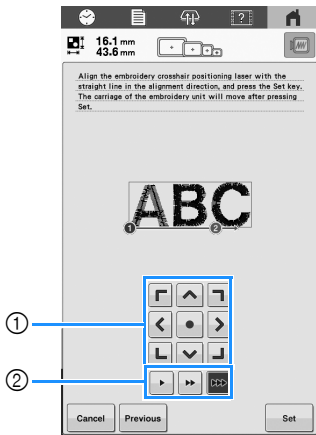 ?
16.1 mm
43.6 mm
Align the embroidery crosshair positioning laser with the
straight line in the alignment direction, and press the Set key.
The carriage of the embroidery unit will move after pressing
Set.
ABC
1 2
①
②
Cancel Previous Set